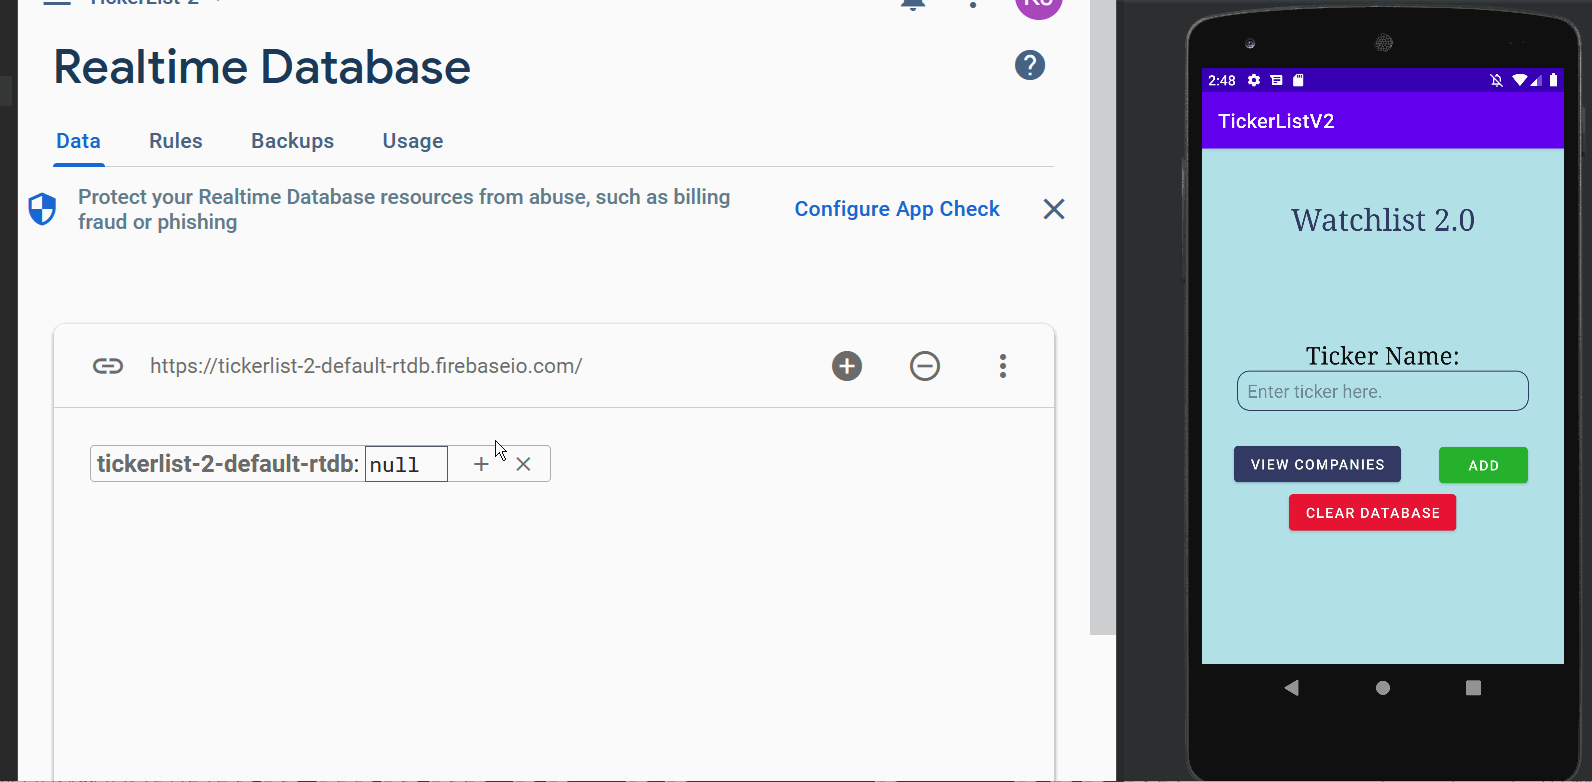 TickerList-2
Realtime Database
Data Rules Backups Usage
Protect your Realtime Database resources from abuse, such as billing
fraud or phishing
Configure App Check
https://tickerlist-2-default-rtdb.firebaseio.com/
tickerlist-2-default-rtdb: null
2:48
TickerListV2
Watchlist 2.0
Ticker Name:
Enter ticker here.
VIEW COMPANIES
ADD
CLEAR DATABASE